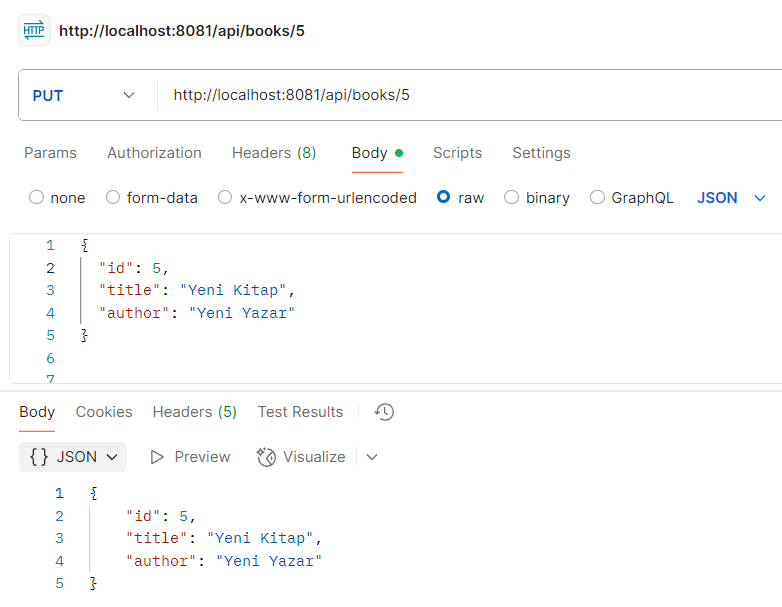 HTTP http://localhost:8081/api/books/5
PUT http://localhost:8081/api/books/5
Params Authorization Headers (8) Body Scripts Settings
none form-data x-www-form-urlencoded raw binary GraphQL JSON
1 {
2 "id": 5,
3 "title": "Yeni Kitap",
4 "author": "Yeni Yazar"
5 }
6
7
Body Cookies Headers (5) Test Results
{} JSON Preview Visualize
1 {
2 "id": 5,
3 "title": "Yeni Kitap",
4 "author": "Yeni Yazar"
5 }